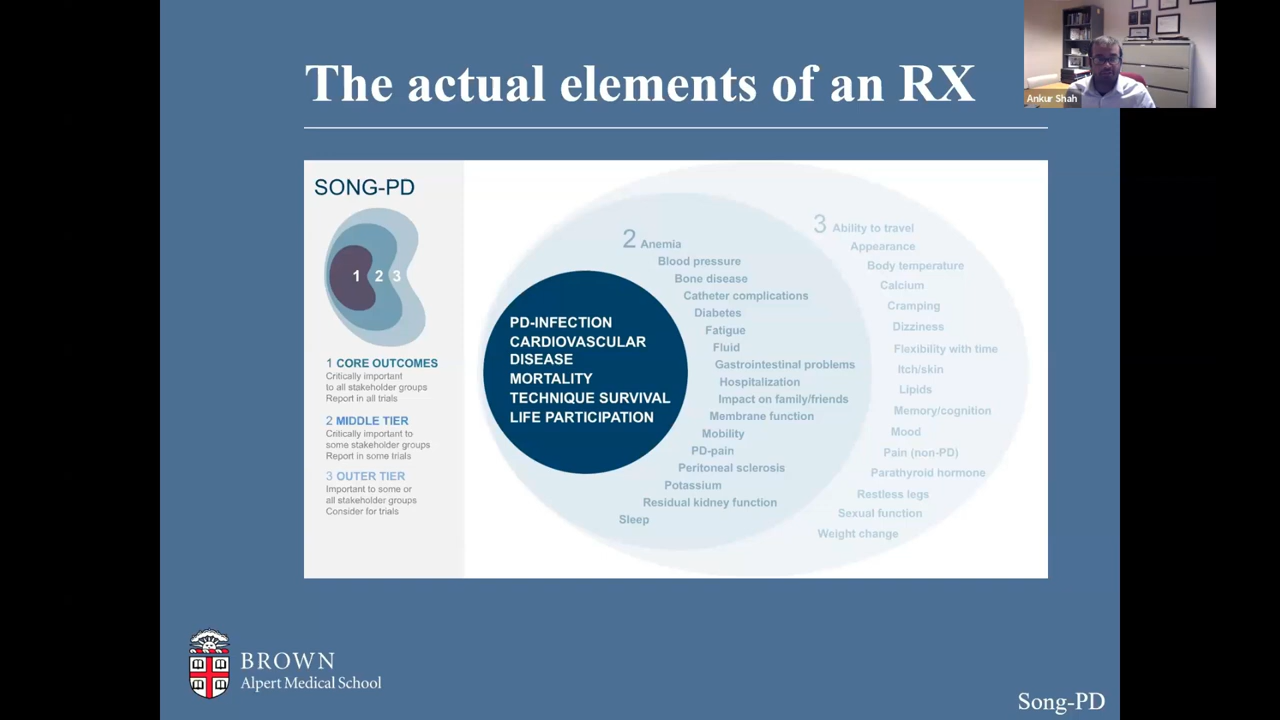 The actual elements of an RX
Ankur Shah
SONG-PD
1 2 3
1 CORE OUTCOMES
Critically important
to all stakeholder groups
Report in all trials
2 MIDDLE TIER
Critically important to
some stakeholder groups
Report in some trials
3 OUTER TIER
Important to some or
all stakeholder groups
Consider for trials
PD-INFECTION
CARDIOVASCULAR
DISEASE
MORTALITY
TECHNIQUE SURVIVAL
LIFE PARTICIPATION
2 Anemia
Blood pressure
Bone disease
Catheter complications
Diabetes
Fatigue
Fluid
Gastrointestinal problems
Hospitalization
Impact on family/friends
Membrane function
Mobility
PD-pain
Peritoneal sclerosis
Potassium
Residual kidney function
Sleep
3 Ability to travel
Appearance
Body temperature
Calcium
Cramping
Dizziness
Flexibility with time
Itch/skin
Lipids
Memory/cognition
Mood
Pain (non-PD)
Parathyroid hormone
Restless legs
Sexual function
Weight change
BROWN
Alpert Medical School
Song-PD